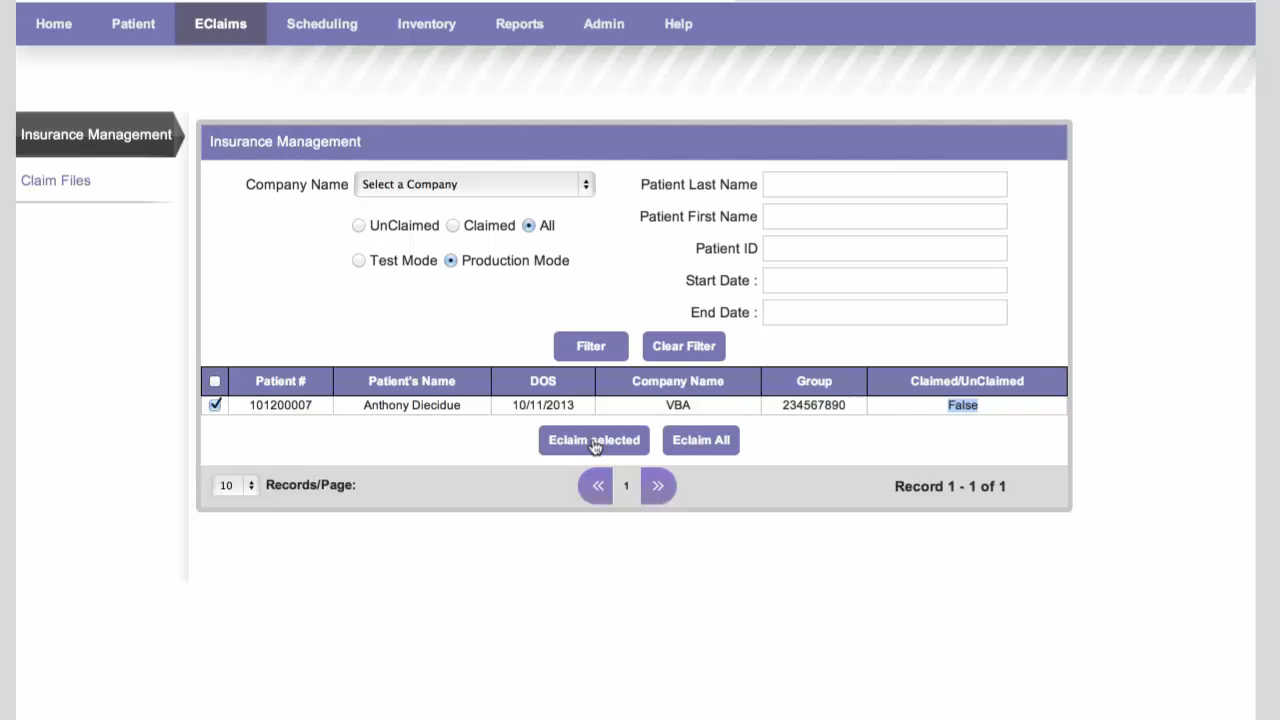 Home Patient EClaims Scheduling Inventory Reports Admin Help
Insurance Management
Claim Files
Insurance Management
Company Name Select a Company
UnClaimed Claimed All
Test Mode Production Mode
Patient Last Name
Patient First Name
Patient ID
Start Date :
End Date :
Filter Clear Filter
Patient # Patient's Name DOS Company Name Group Claimed/UnClaimed
101200007 Anthony Diecidue 10/11/2013 VBA 234567890 False
Eclaim selected Eclaim All
10 Records/Page: « 1 » Record 1 - 1 of 1